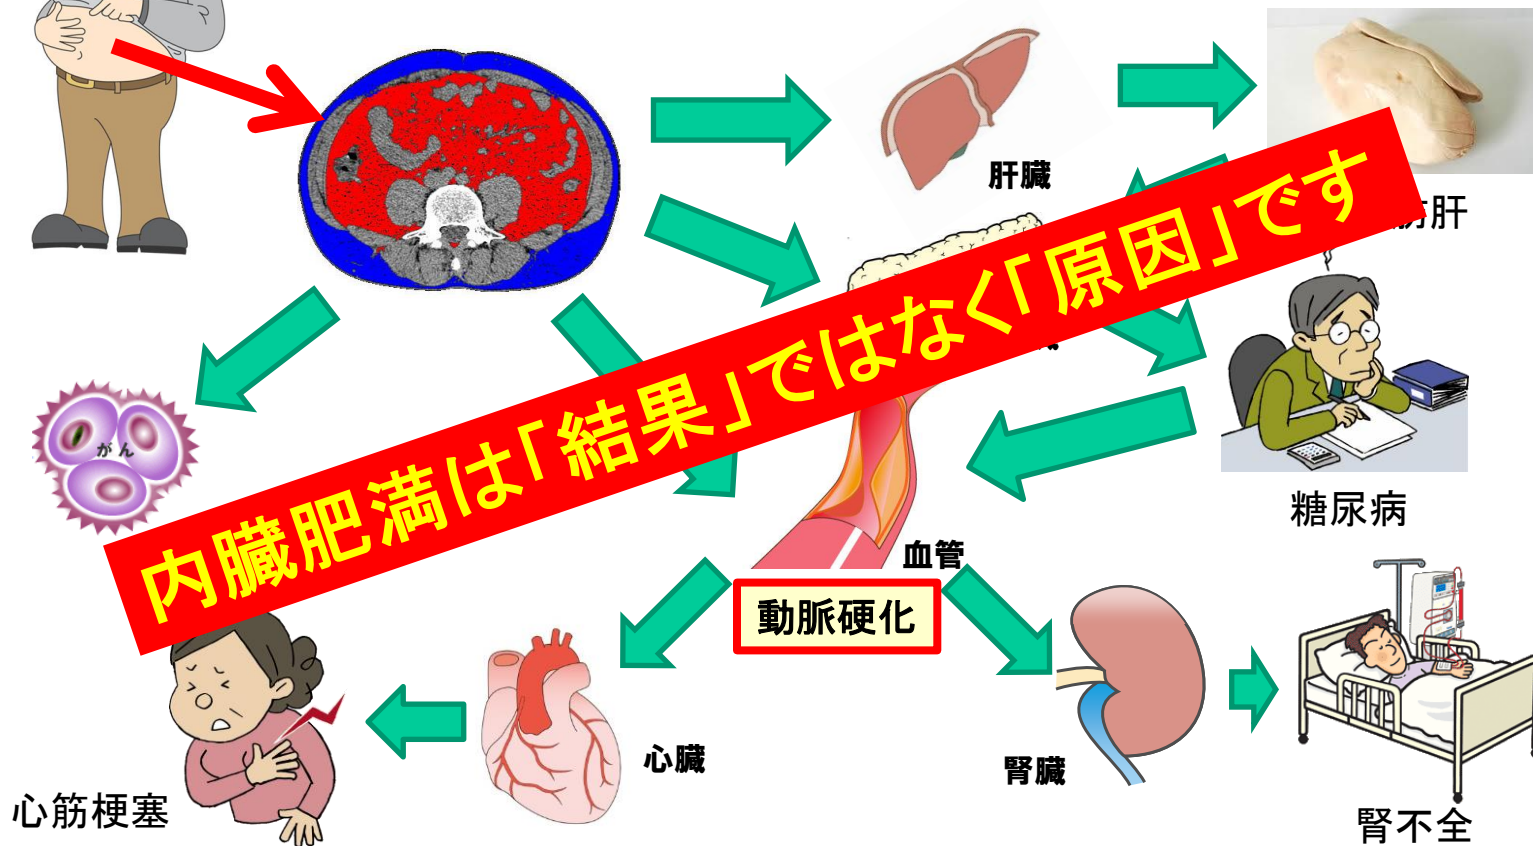 肝臓
肪肝
内臓肥満は「結果」ではなく「原因」です
がん
糖尿病
血管
動脈硬化
心臓
腎臓
心筋梗塞
腎不全